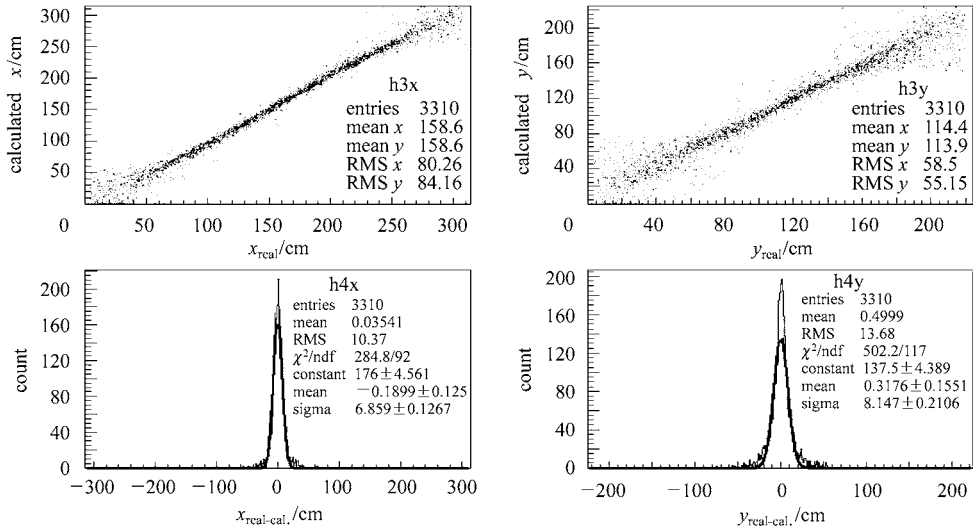 calculated x/cm
300
250
200
150
100
50
0
h3x
entries 3310
mean x 158.6
mean y 158.6
RMS x 80.26
RMS y 84.16
50 100 150 200 250 300
x_real/cm
calculated y/cm
200
160
120
80
40
0
h3y
entries 3310
mean x 114.4
mean y 113.9
RMS x 58.5
RMS y 55.15
40 80 120 160 200
y_real/cm
count
200
160
120
80
40
0
h4x
entries 3310
mean 0.03541
RMS 10.37
χ²/ndf 284.8/92
constant 176±4.561
mean −0.1899±0.125
sigma 6.859±0.1267
−300 −200 −100 0 100 200 300
x_real-cal./cm
count
200
160
120
80
40
0
h4y
entries 3310
mean 0.4999
RMS 13.68
χ²/ndf 502.2/117
constant 137.5±4.389
mean 0.3176±0.1551
sigma 8.147±0.2106
−200 −100 0 100 200
y_real-cal./cm